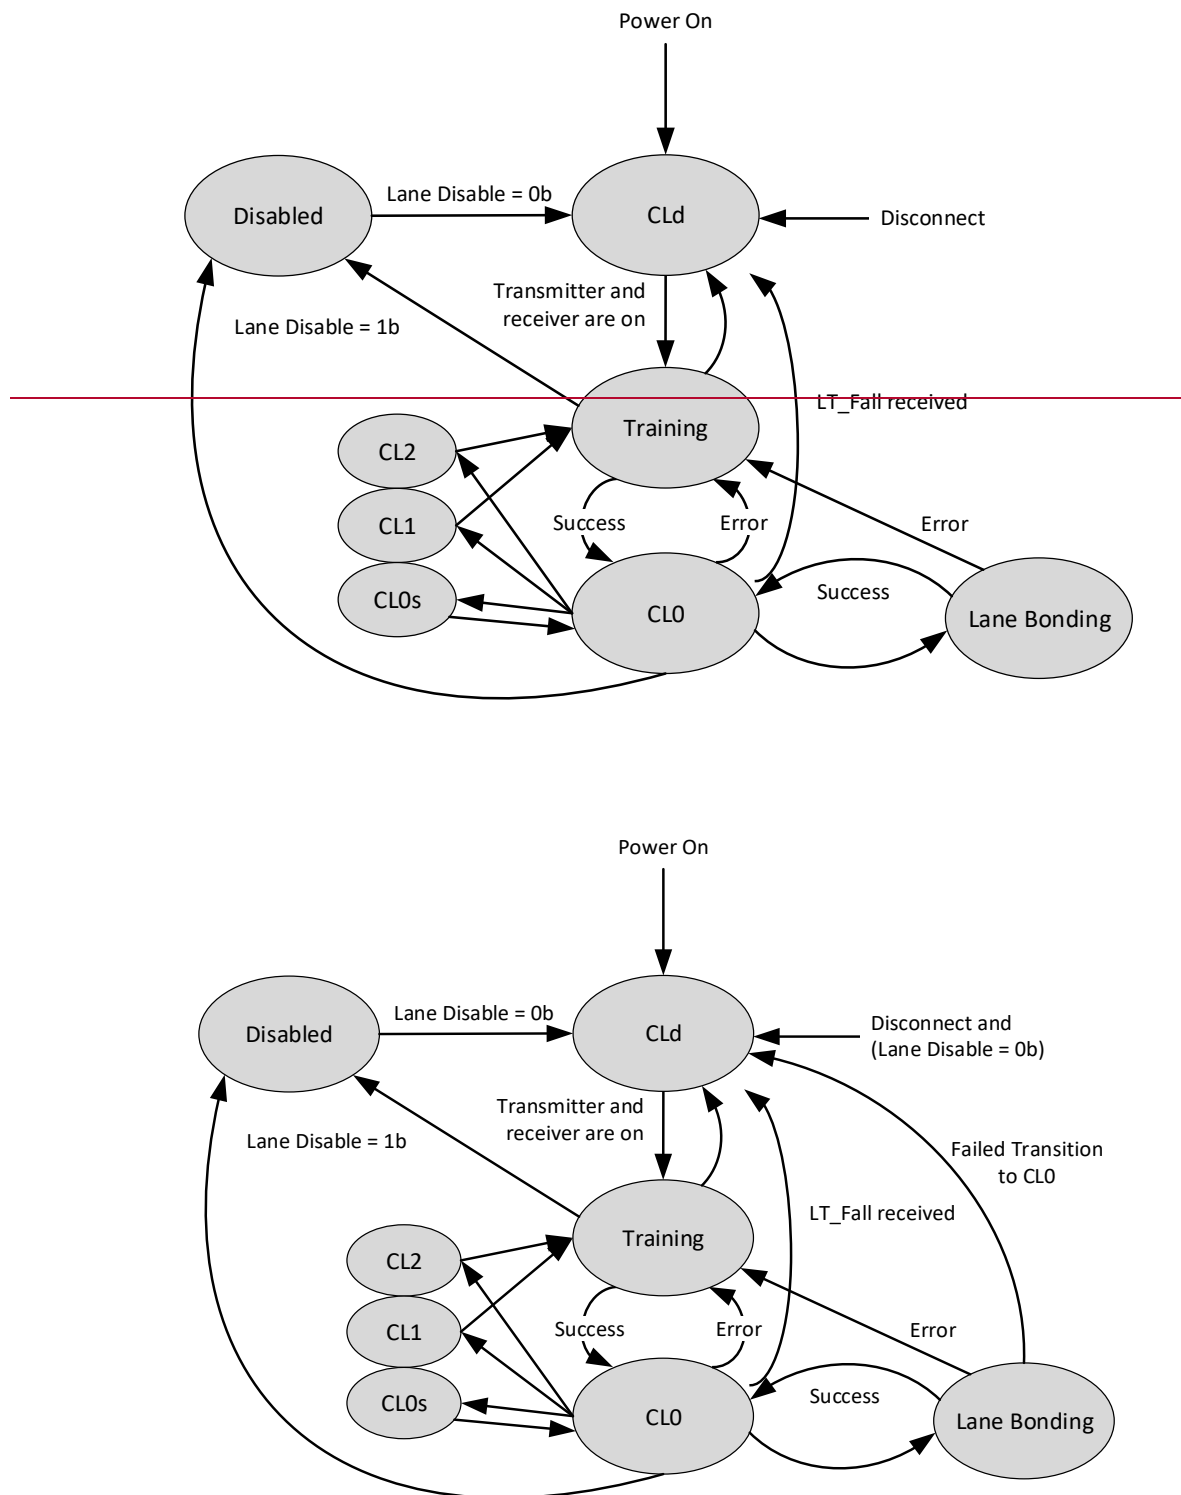 Power On
Lane Disable = 0b
Disabled
CLd
Disconnect
Transmitter and
receiver are on
Lane Disable = 1b
LT_Fall received
Training
CL2
CL1
Success
Error
Error
CL0s
CL0
Success
Lane Bonding
Power On
Lane Disable = 0b
Disabled
CLd
Disconnect and
(Lane Disable = 0b)
Transmitter and
receiver are on
Lane Disable = 1b
Failed Transition
to CL0
LT_Fall received
Training
CL2
CL1
Success
Error
Error
CL0s
CL0
Success
Lane Bonding